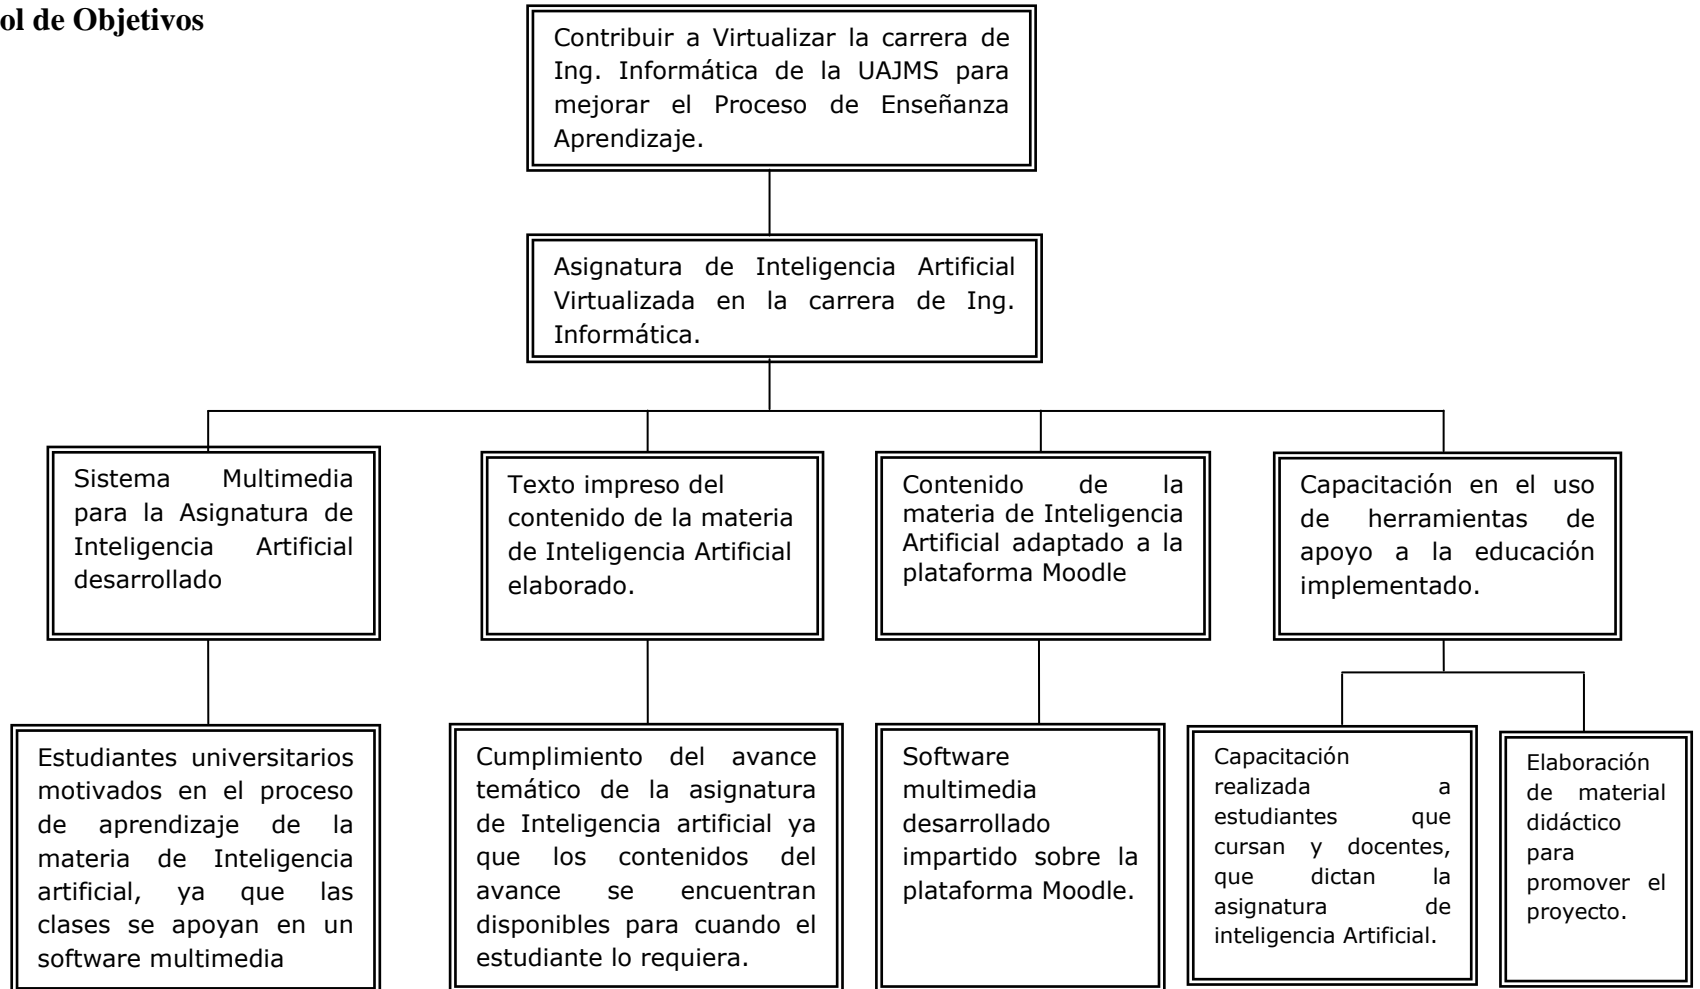 ol de Objetivos
Contribuir a Virtualizar la carrera de
Ing. Informática de la UAJMS para
mejorar el Proceso de Enseñanza
Aprendizaje.
Asignatura de Inteligencia Artificial
Virtualizada en la carrera de Ing.
Informática.
Sistema Multimedia
para la Asignatura de
Inteligencia Artificial
desarrollado
Texto impreso del
contenido de la materia
de Inteligencia Artificial
elaborado.
Contenido de la
materia de Inteligencia
Artificial adaptado a la
plataforma Moodle
Capacitación en el uso
de herramientas de
apoyo a la educación
implementado.
Estudiantes universitarios
motivados en el proceso
de aprendizaje de la
materia de Inteligencia
artificial, ya que las
clases se apoyan en un
software multimedia
Cumplimiento del avance
temático de la asignatura
de Inteligencia artificial ya
que los contenidos del
avance se encuentran
disponibles para cuando el
estudiante lo requiera.
Software
multimedia
desarrollado
impartido sobre la
plataforma Moodle.
Capacitación
realizada a
estudiantes que
cursan y docentes,
que dictan la
asignatura de
inteligencia Artificial.
Elaboración
de material
didáctico
para
promover el
proyecto.